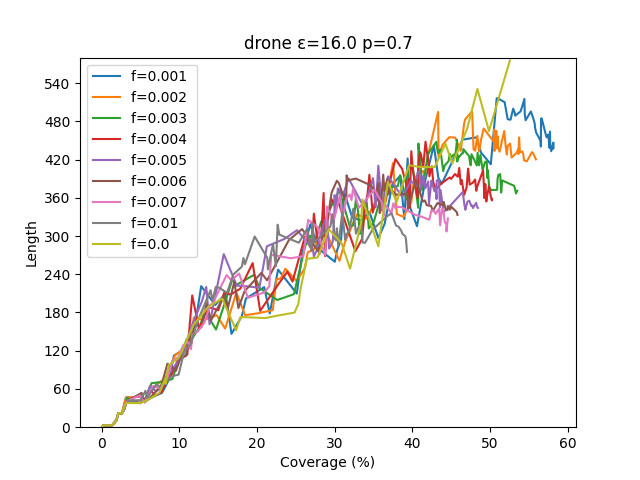 drone ε=16.0 p=0.7
f=0.001
f=0.002
f=0.003
f=0.004
f=0.005
f=0.006
f=0.007
f=0.01
f=0.0
540
480
420
360
300
240
180
120
60
0
Length
0 10 20 30 40 50 60
Coverage (%)